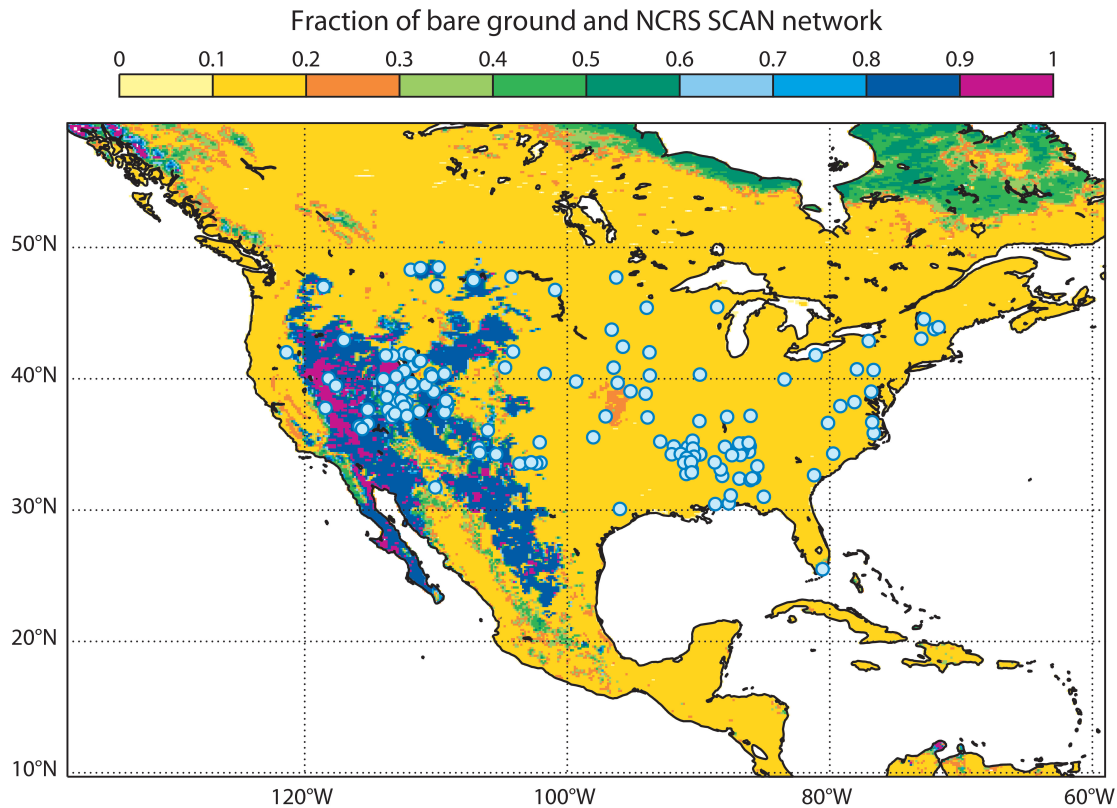 Fraction of bare ground and NCRS SCAN network
0 0.1 0.2 0.3 0.4 0.5 0.6 0.7 0.8 0.9 1
50°N
40°N
30°N
20°N
10°N
120°W 100°W 80°W 60°W